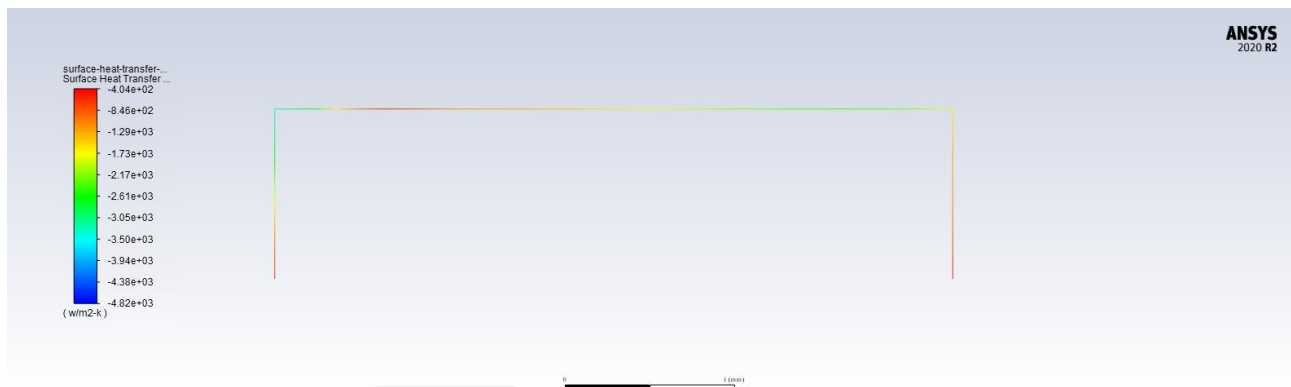 ANSYS
2020 R2
surface-heat-transfer-...
Surface Heat Transfer ...
-4.04e+02
-8.46e+02
-1.29e+03
-1.73e+03
-2.17e+03
-2.61e+03
-3.05e+03
-3.50e+03
-3.94e+03
-4.38e+03
-4.82e+03
( w/m2-k )
0
1 (mm)